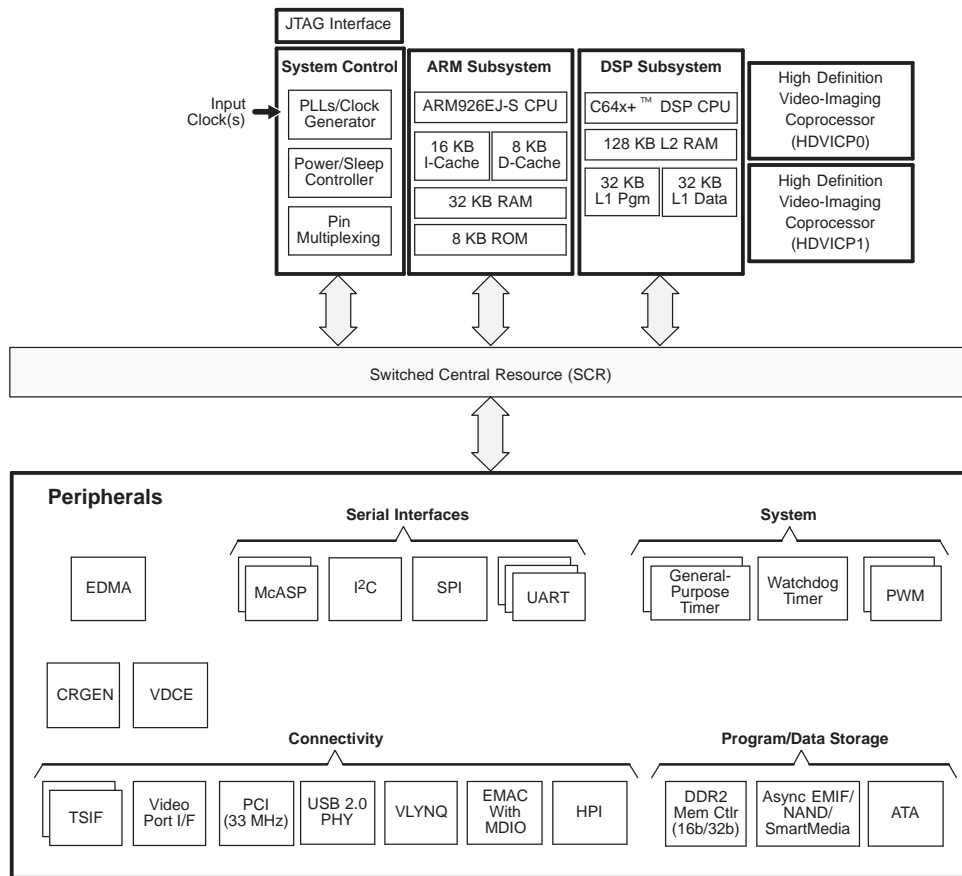 JTAG Interface
System Control
ARM Subsystem
DSP Subsystem
Input
Clock(s)
PLLs/Clock
Generator
Power/Sleep
Controller
Pin
Multiplexing
ARM926EJ-S CPU
16 KB
I-Cache
8 KB
D-Cache
32 KB RAM
8 KB ROM
C64x+™ DSP CPU
128 KB L2 RAM
32 KB
L1 Pgm
32 KB
L1 Data
High Definition
Video-Imaging
Coprocessor
(HDVICP0)
High Definition
Video-Imaging
Coprocessor
(HDVICP1)
Switched Central Resource (SCR)
Peripherals
Serial Interfaces
System
EDMA
McASP
I²C
SPI
UART
General-
Purpose
Timer
Watchdog
Timer
PWM
CRGEN
VDCE
Connectivity
Program/Data Storage
TSIF
Video
Port I/F
PCI
(33 MHz)
USB 2.0
PHY
VLYNQ
EMAC
With
MDIO
HPI
DDR2
Mem Ctlr
(16b/32b)
Async EMIF/
NAND/
SmartMedia
ATA